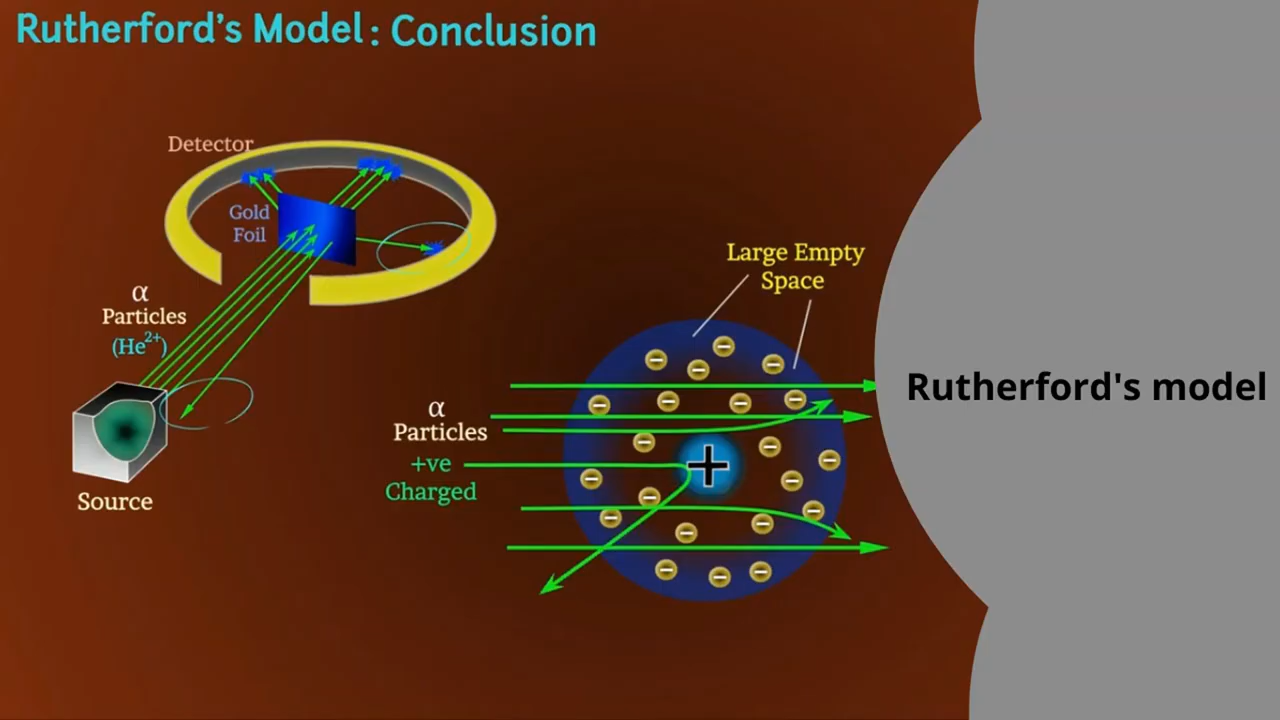 Rutherford's Model : Conclusion
Detector
Gold
Foil
α
Particles
(He²⁺)
Source
Large Empty
Space
α
Particles
+ve
Charged
Rutherford's model